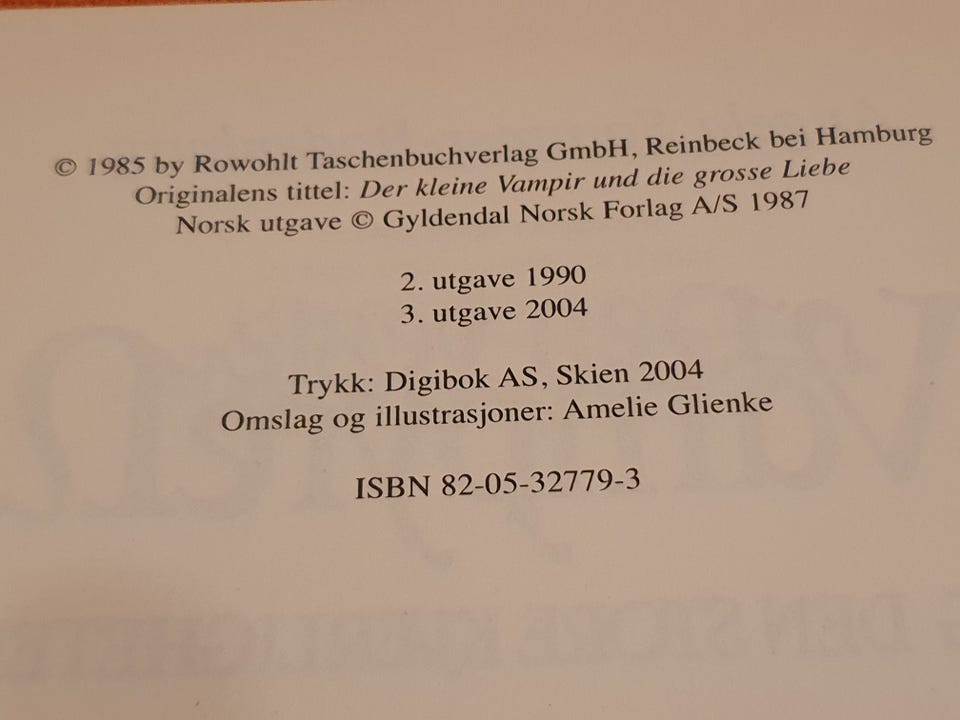 © 1985 by Rowohlt Taschenbuchverlag GmbH, Reinbeck bei Hamburg
Originalens tittel: Der kleine Vampir und die grosse Liebe
Norsk utgave © Gyldendal Norsk Forlag A/S 1987
2. utgave 1990
3. utgave 2004
Trykk: Digibok AS, Skien 2004
Omslag og illustrasjoner: Amelie Glienke
ISBN 82-05-32779-3